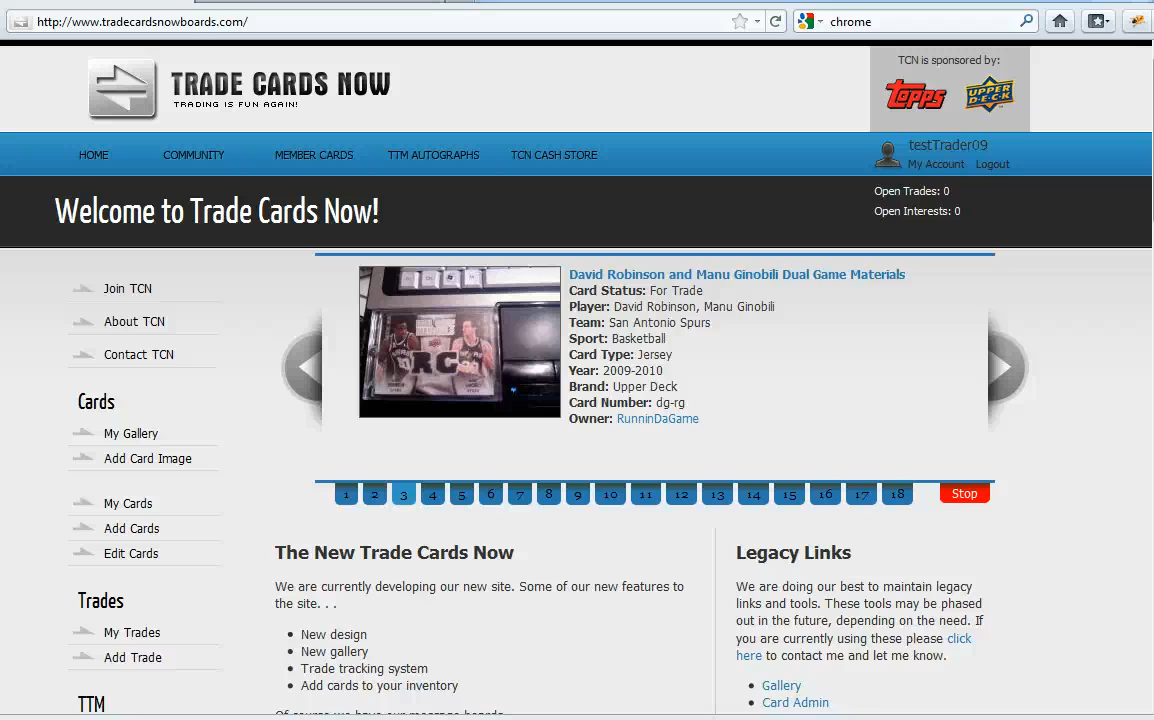 http://www.tradecardsnowboards.com/
chrome
TRADE CARDS NOW
TRADING IS FUN AGAIN!
TCN is sponsored by:
TOPPS
UPPER DECK
HOME
COMMUNITY
MEMBER CARDS
TTM AUTOGRAPHS
TCN CASH STORE
testTrader09
My Account
Logout
Welcome to Trade Cards Now!
Open Trades: 0
Open Interests: 0
Join TCN
About TCN
Contact TCN
Cards
My Gallery
Add Card Image
My Cards
Add Cards
Edit Cards
Trades
My Trades
Add Trade
TTM
RC
David Robinson and Manu Ginobili Dual Game Materials
Card Status: For Trade
Player: David Robinson, Manu Ginobili
Team: San Antonio Spurs
Sport: Basketball
Card Type: Jersey
Year: 2009-2010
Brand: Upper Deck
Card Number: dg-rg
Owner: RunninDaGame
1 2 3 4 5 6 7 8 9 10 11 12 13 14 15 16 17 18
Stop
The New Trade Cards Now
We are currently developing our new site. Some of our new features to
the site. . .
New design
New gallery
Trade tracking system
Add cards to your inventory
Of course we have our message boards
Legacy Links
We are doing our best to maintain legacy
links and tools. These tools may be phased
out in the future, depending on the need. If
you are currently using these please click
here to contact me and let me know.
Gallery
Card Admin